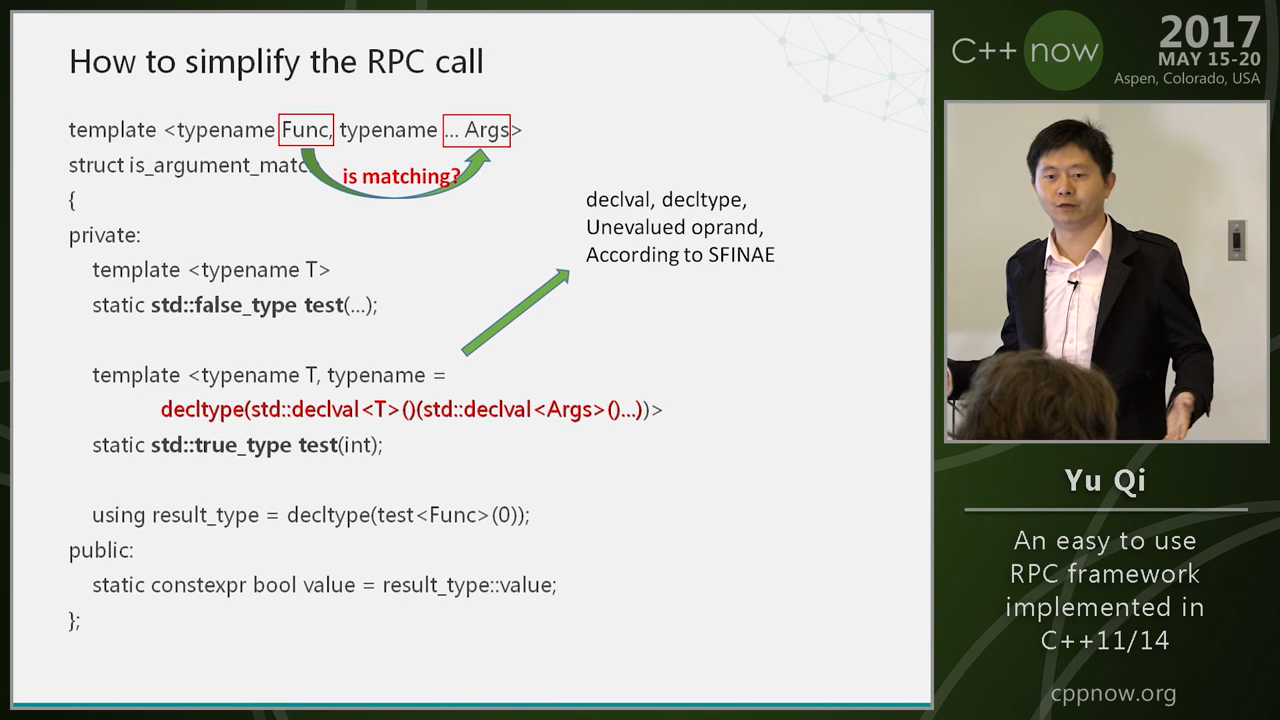 How to simplify the RPC call
template <typename Func, typename ... Args>
struct is_argument_matc
is matching?
{
private:
template <typename T>
static std::false_type test(...);
declval, decltype,
Unevalued oprand,
According to SFINAE
template <typename T, typename =
decltype(std::declval<T>()(std::declval<Args>()...))>
static std::true_type test(int);
using result_type = decltype(test<Func>(0));
public:
static constexpr bool value = result_type::value;
};
C++ now
2017
MAY 15-20
Aspen, Colorado, USA
Yu Qi
An easy to use
RPC framework
implemented in
C++11/14
cppnow.org